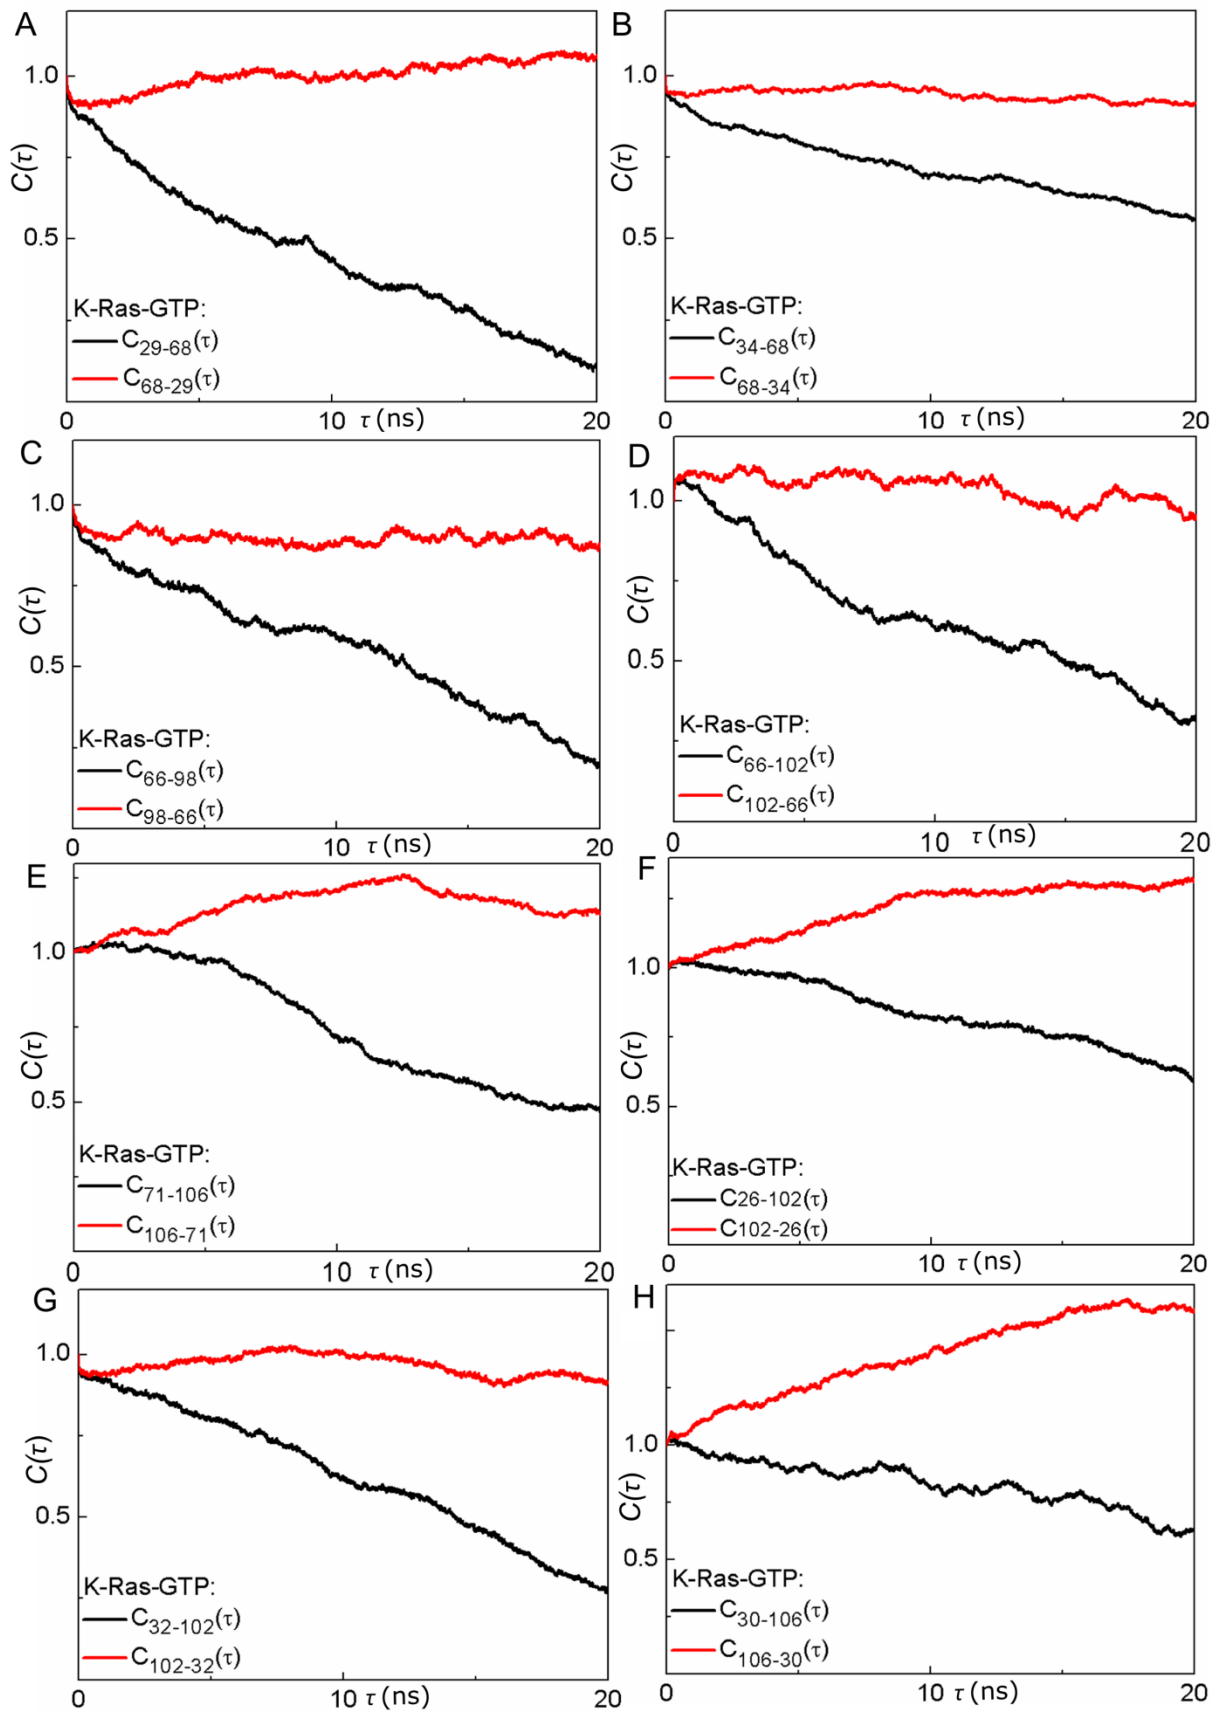 A
1.0
C(τ)
0.5
K-Ras-GTP:
C29-68(τ)
C68-29(τ)
0 10 τ (ns) 20
B
1.0
C(τ)
0.5
K-Ras-GTP:
C34-68(τ)
C68-34(τ)
0 10 τ (ns) 20
C
1.0
C(τ)
0.5
K-Ras-GTP:
C66-98(τ)
C98-66(τ)
0 10 τ (ns) 20
D
1.0
C(τ)
0.5
K-Ras-GTP:
C66-102(τ)
C102-66(τ)
0 10 τ (ns) 20
E
1.0
C(τ)
0.5
K-Ras-GTP:
C71-106(τ)
C106-71(τ)
0 10 τ (ns) 20
F
1.0
C(τ)
0.5
K-Ras-GTP:
C26-102(τ)
C102-26(τ)
0 10 τ (ns) 20
G
1.0
C(τ)
0.5
K-Ras-GTP:
C32-102(τ)
C102-32(τ)
0 10 τ (ns) 20
H
1.0
C(τ)
0.5
K-Ras-GTP:
C30-106(τ)
C106-30(τ)
0 10 τ (ns) 20